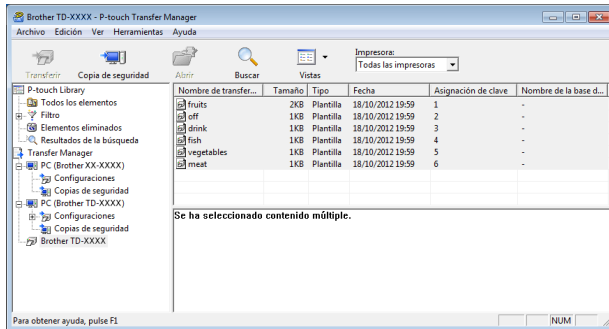 Brother TD-XXXX - P-touch Transfer Manager
Archivo Edición Ver Herramientas Ayuda
Transferir Copia de seguridad Abrir Buscar Vistas
Impresora:
Todas las impresoras
P-touch Library
Todos los elementos
Filtro
Elementos eliminados
Resultados de la búsqueda
Transfer Manager
PC (Brother XX-XXXX)
Configuraciones
Copias de seguridad
PC (Brother TD-XXXX)
Configuraciones
Copias de seguridad
Brother TD-XXXX
Nombre de transfer... Tamaño Tipo Fecha Asignación de clave Nombre de la base d...
fruits 2KB Plantilla 18/10/2012 19:59 1 -
off 1KB Plantilla 18/10/2012 19:59 2 -
drink 1KB Plantilla 18/10/2012 19:59 3 -
fish 1KB Plantilla 18/10/2012 19:59 4 -
vegetables 1KB Plantilla 18/10/2012 19:59 5 -
meat 1KB Plantilla 18/10/2012 19:59 6 -
Se ha seleccionado contenido múltiple.
Para obtener ayuda, pulse F1
NUM